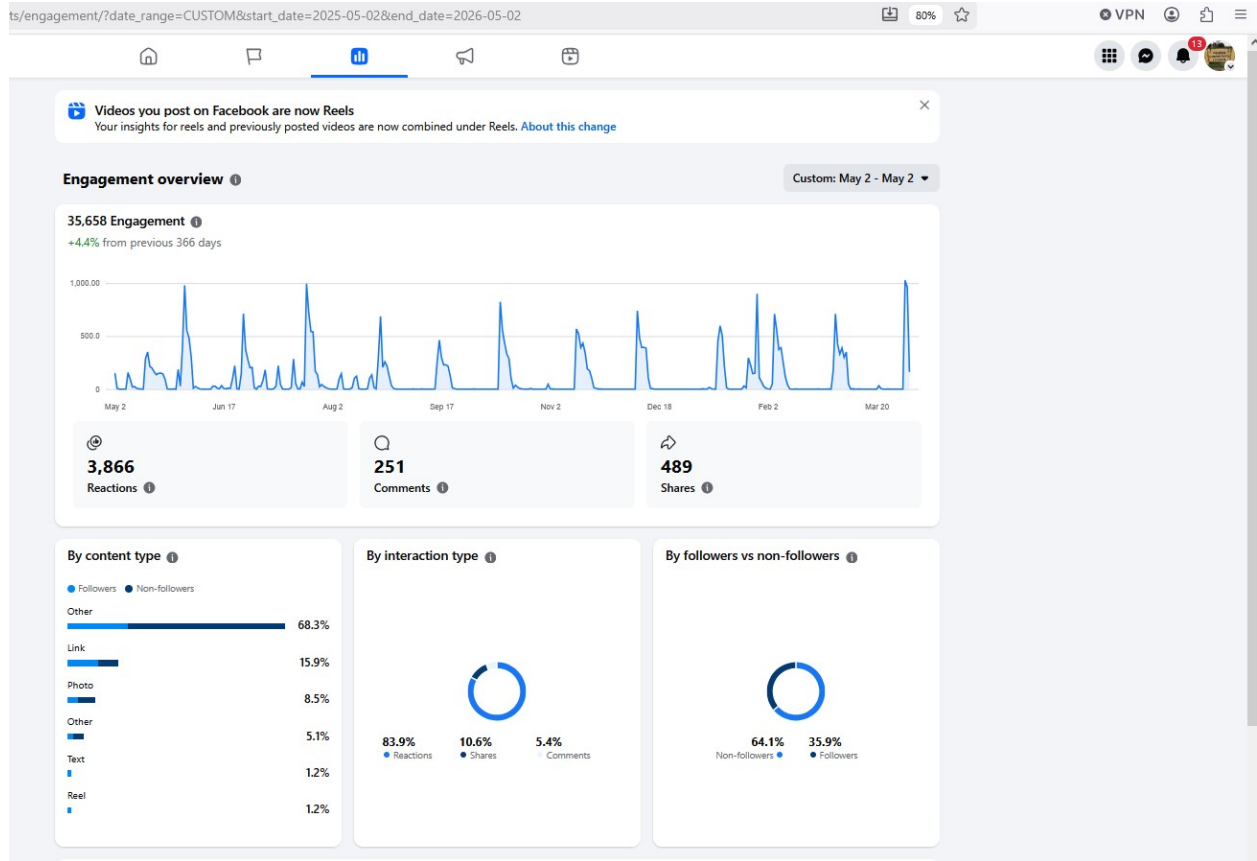 ts/engagement/?date_range=CUSTOM&start_date=2025-05-02&end_date=2026-05-02
80%
VPN
13
Videos you post on Facebook are now Reels
Your insights for reels and previously posted videos are now combined under Reels. About this change
Engagement overview
Custom: May 2 - May 2
35,658 Engagement
+4.4% from previous 366 days
1,000.00
500.0
0
May 2 Jun 17 Aug 2 Sep 17 Nov 2 Dec 18 Feb 2 Mar 20
3,866
Reactions
251
Comments
489
Shares
By content type
Followers Non-followers
Other
68.3%
Link
15.9%
Photo
8.5%
Other
5.1%
Text
1.2%
Reel
1.2%
By interaction type
83.9% 10.6% 5.4%
Reactions Shares Comments
By followers vs non-followers
64.1% 35.9%
Non-followers Followers